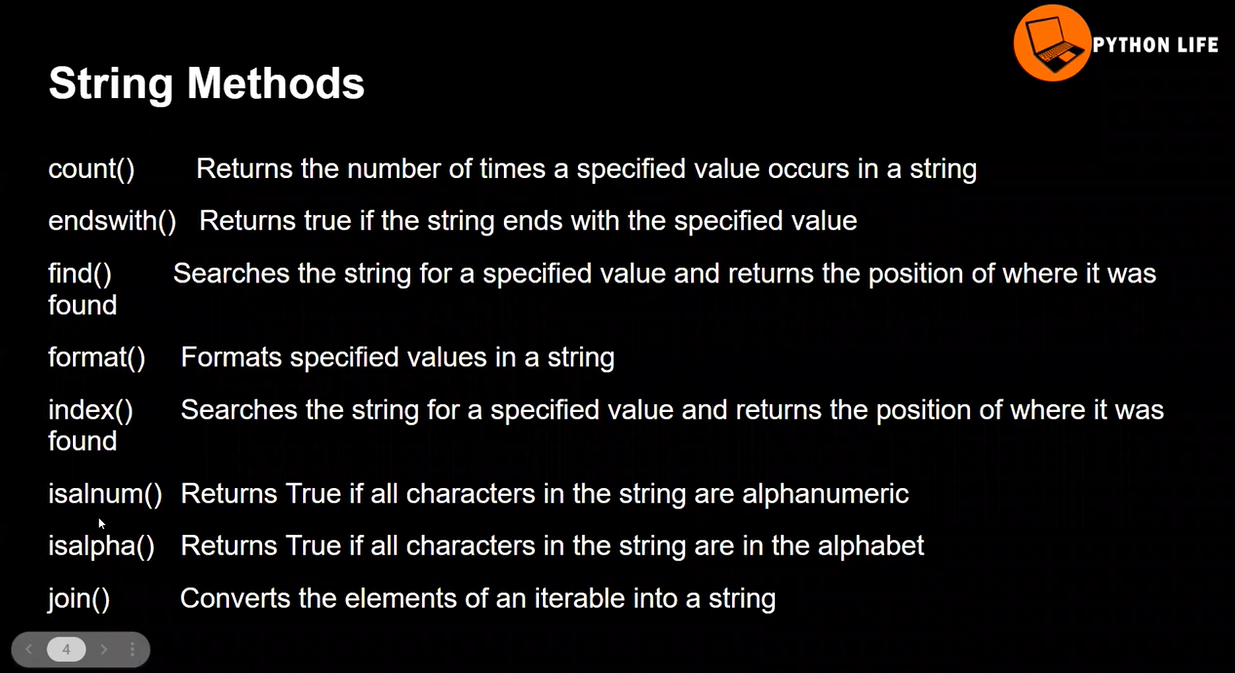 PYTHON LIFE
String Methods
count() Returns the number of times a specified value occurs in a string
endswith() Returns true if the string ends with the specified value
find() Searches the string for a specified value and returns the position of where it was
found
format() Formats specified values in a string
index() Searches the string for a specified value and returns the position of where it was
found
isalnum() Returns True if all characters in the string are alphanumeric
isalpha() Returns True if all characters in the string are in the alphabet
join() Converts the elements of an iterable into a string
4